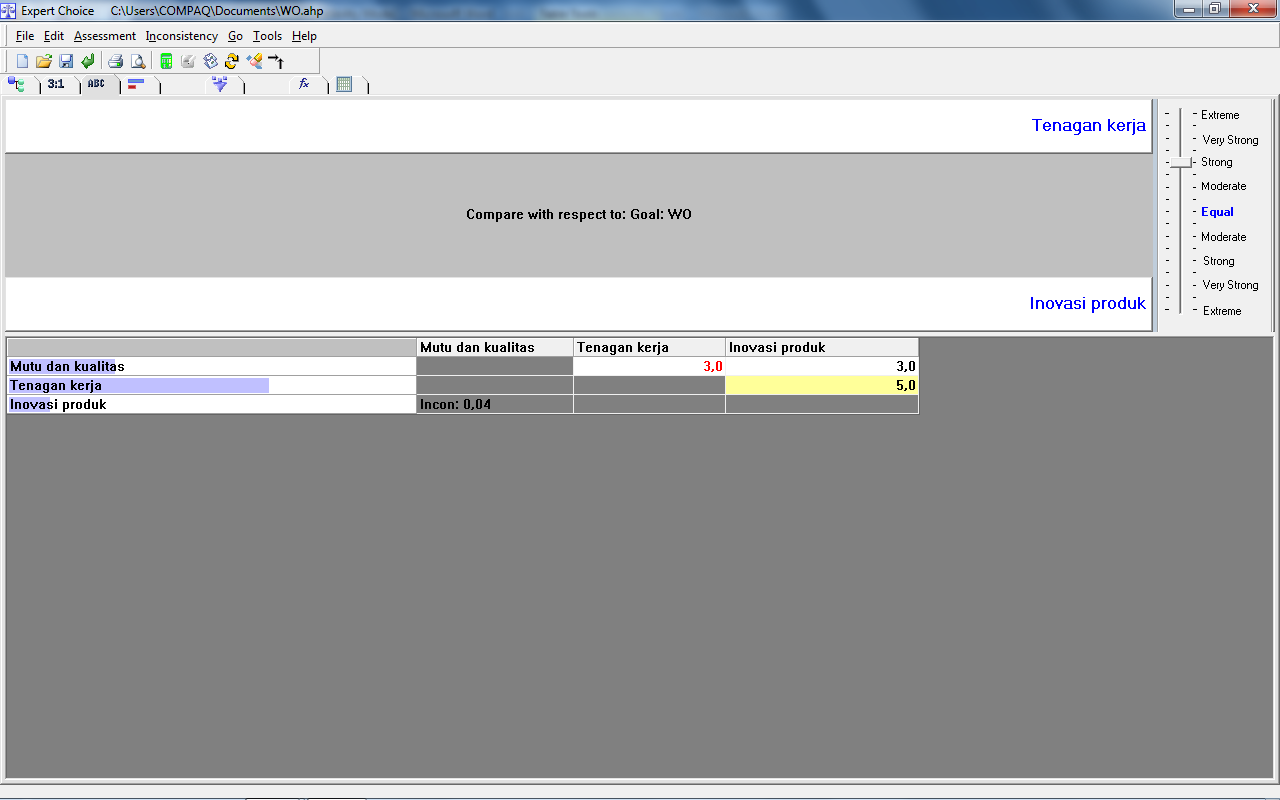 Expert Choice C:\Users\COMPAQ\Documents\WO.ahp
File Edit Assessment Inconsistency Go Tools Help
3:1 ABC fx
Tenagan kerja
Compare with respect to: Goal: WO
Inovasi produk
Extreme
Very Strong
Strong
Moderate
Equal
Moderate
Strong
Very Strong
Extreme
Mutu dan kualitas Tenagan kerja Inovasi produk
Mutu dan kualitas 3,0 3,0
Tenagan kerja 5,0
Inovasi produk Incon: 0,04